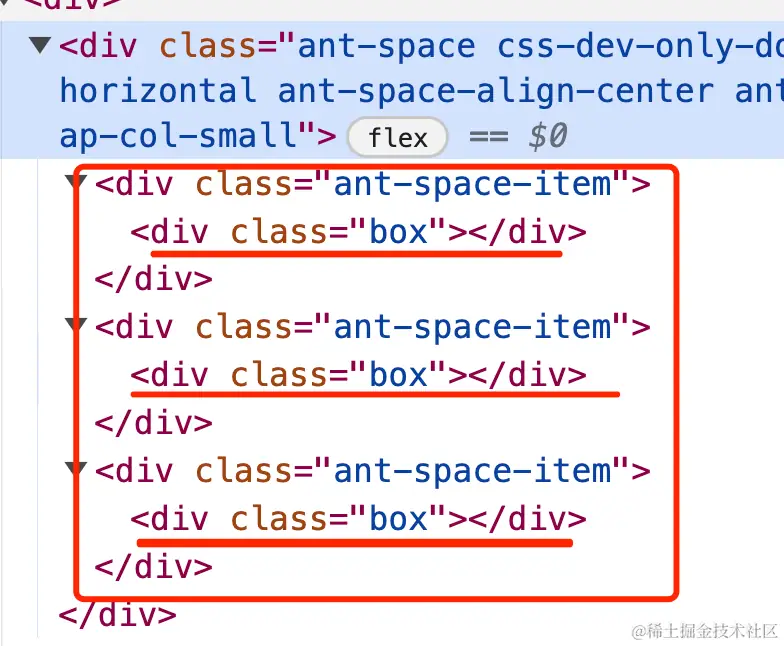 <div>
▼<div class="ant-space css-dev-only-do
horizontal ant-space-align-center ant
ap-col-small"> flex == $0
▼<div class="ant-space-item">
<div class="box"></div>
</div>
▼<div class="ant-space-item">
<div class="box"></div>
</div>
▼<div class="ant-space-item">
<div class="box"></div>
</div>
</div>
@稀土掘金技术社区